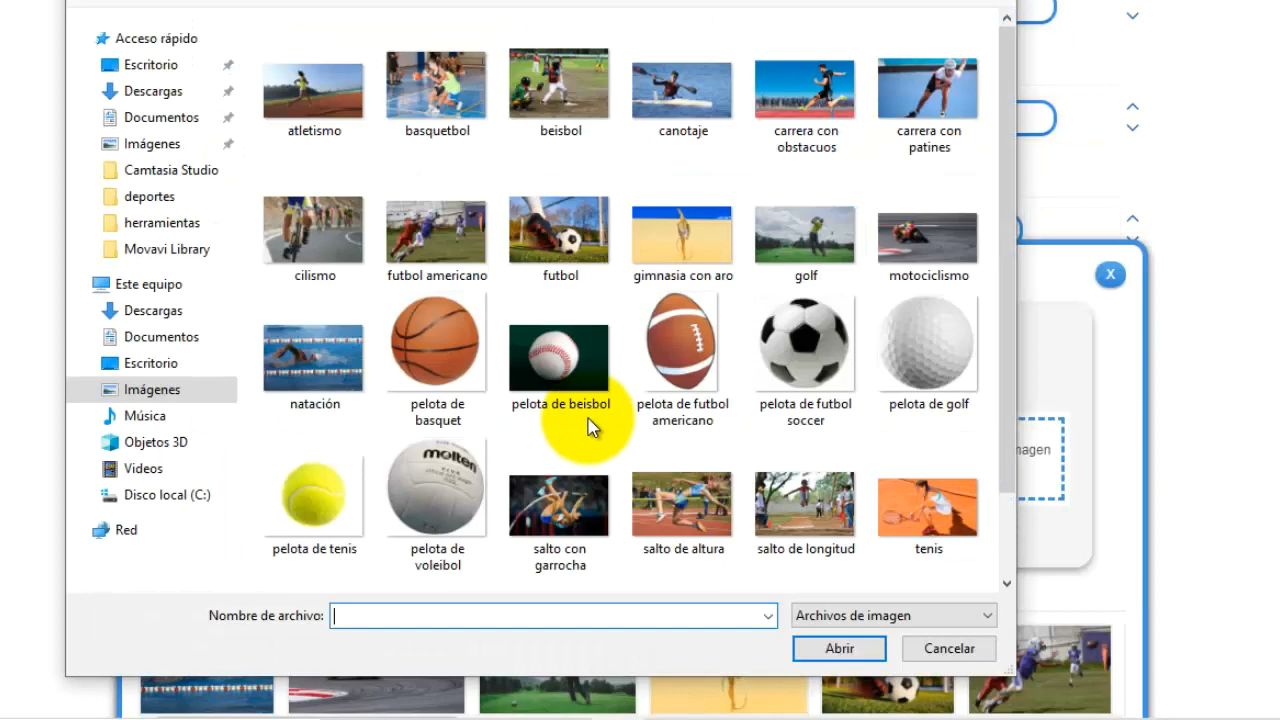 Acceso rápido
Escritorio
Descargas
Documentos
Imágenes
Camtasia Studio
deportes
herramientas
Movavi Library
Este equipo
Descargas
Documentos
Escritorio
Imágenes
Música
Objetos 3D
Videos
Disco local (C:)
Red
atletismo
basquetbol
beisbol
canotaje
carrera con
obstacuos
carrera con
patines
cilismo
futbol americano
futbol
gimnasia con aro
golf
motociclismo
natación
pelota de
basquet
pelota de beisbol
pelota de futbol
americano
pelota de futbol
soccer
pelota de golf
molten
pelota de tenis
pelota de
voleibol
salto con
garrocha
salto de altura
salto de longitud
tenis
Nombre de archivo:
Archivos de imagen
Abrir
Cancelar
X